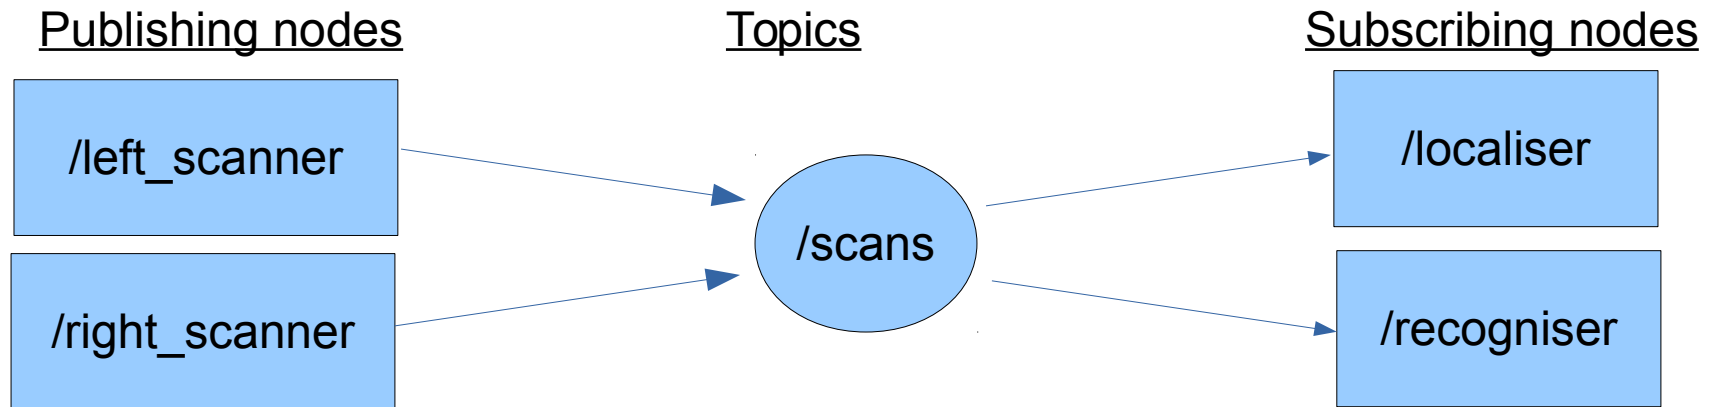 Publishing nodes
Topics
Subscribing nodes
/left_scanner
/localiser
/scans
/right_scanner
/recogniser